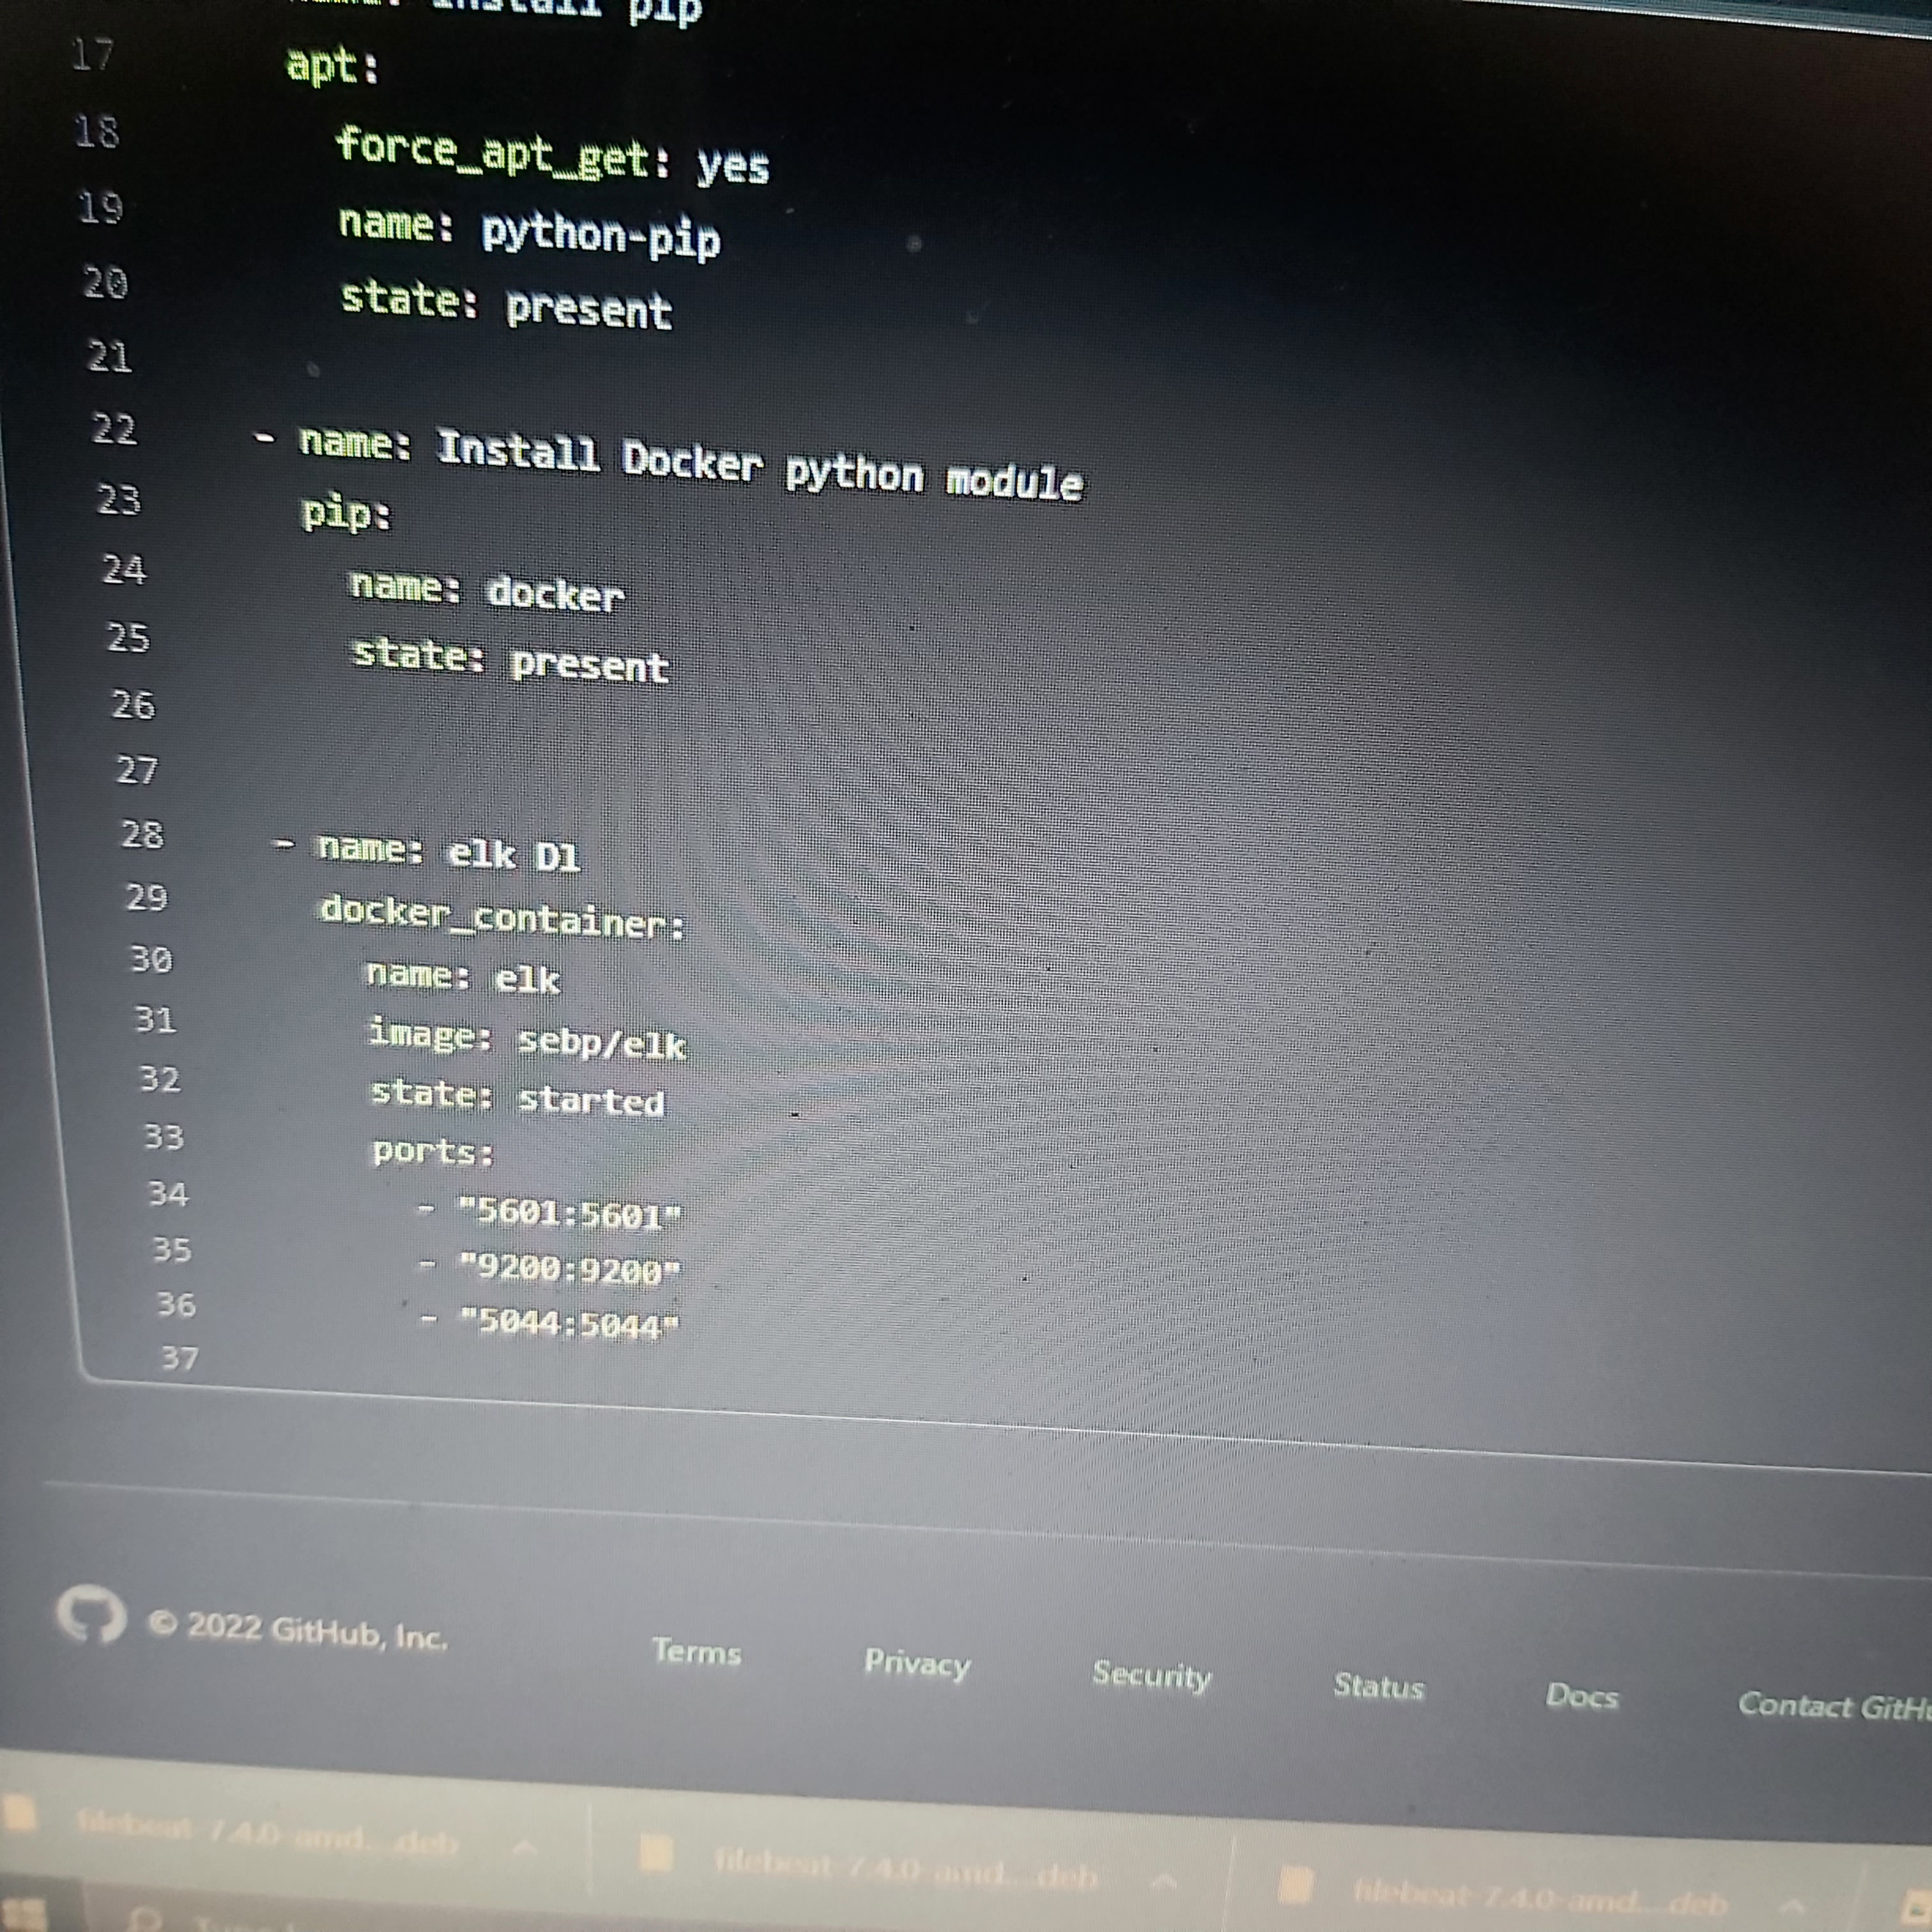 Install pip
17 apt:
18 force_apt_get: yes
19 name: python-pip
20 state: present
21
22 - name: Install Docker python module
23 pip:
24 name: docker
25 state: present
26
27
28 - name: elk D1
29 docker_container:
30 name: elk
31 image: sebp/elk
32 state: started
33 ports:
34 - "5601:5601"
35 - "9200:9200"
36 - "5044:5044"
37
© 2022 GitHub, Inc. Terms Privacy Security Status Docs Contact
filebeat-7.4.0-amd....deb filebeat-7.4.0-amd....deb filebeat-7.4.0-amd....deb